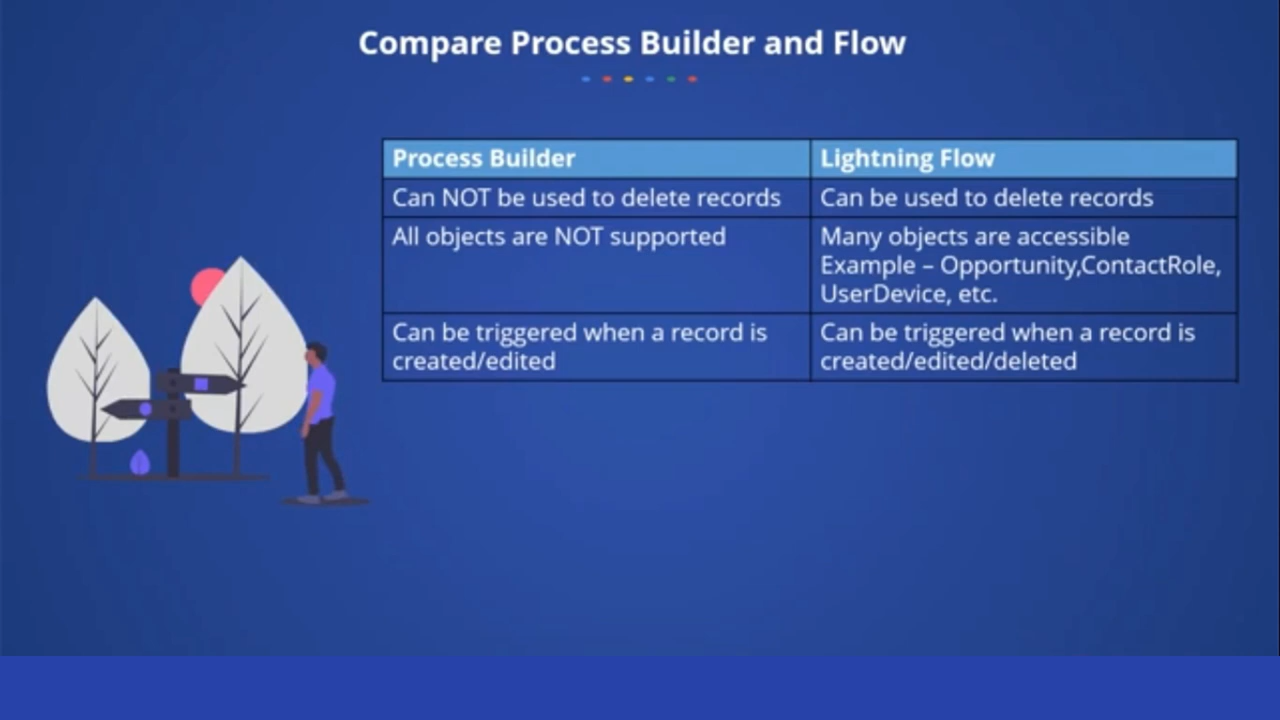 Compare Process Builder and Flow
Process Builder
Lightning Flow
Can NOT be used to delete records
Can be used to delete records
All objects are NOT supported
Many objects are accessible
Example – Opportunity,ContactRole,
UserDevice, etc.
Can be triggered when a record is
created/edited
Can be triggered when a record is
created/edited/deleted